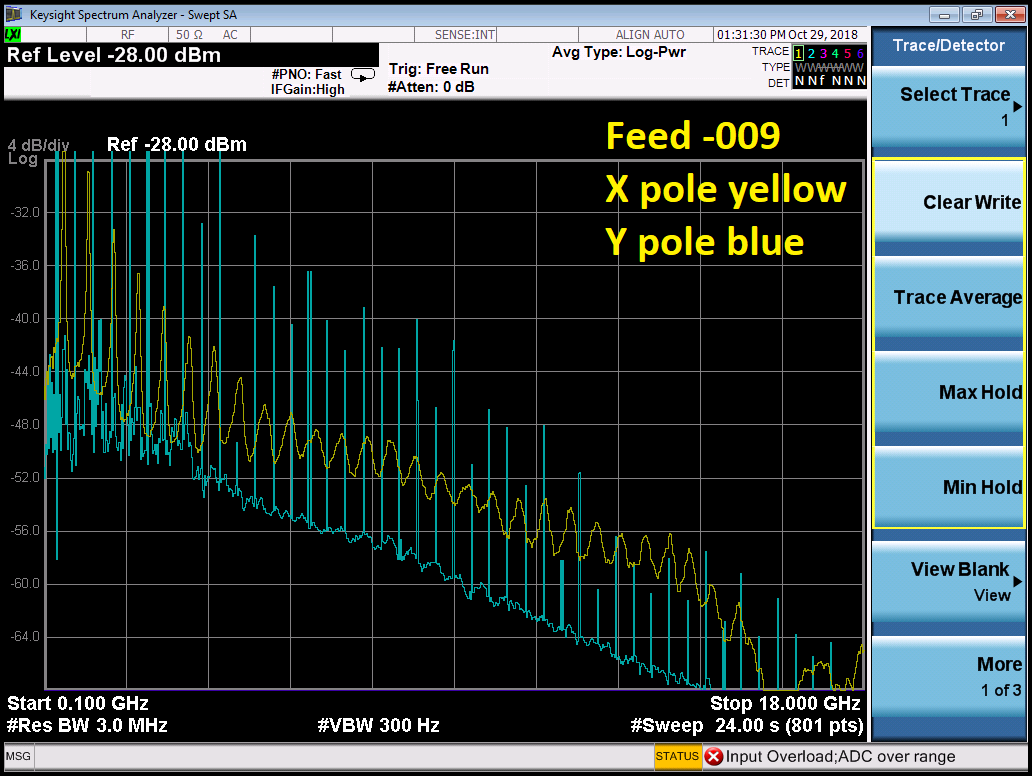 Keysight Spectrum Analyzer - Swept SA
LXI
RF 50 Ω AC SENSE:INT ALIGN AUTO 01:31:30 PM Oct 29, 2018
Ref Level -28.00 dBm
#PNO: Fast
IFGain:High
Trig: Free Run
#Atten: 0 dB
Avg Type: Log-Pwr
TRACE 1 2 3 4 5 6
TYPE WWWWWW
DET N N f N N N
4 dB/div
Log
Ref -28.00 dBm
Feed -009
X pole yellow
Y pole blue
-32.0
-36.0
-40.0
-44.0
-48.0
-52.0
-56.0
-60.0
-64.0
Start 0.100 GHz
Stop 18.000 GHz
#Res BW 3.0 MHz
#VBW 300 Hz
#Sweep 24.00 s (801 pts)
MSG
STATUS
Input Overload;ADC over range
Trace/Detector
Select Trace
1
Clear Write
Trace Average
Max Hold
Min Hold
View Blank
View
More
1 of 3